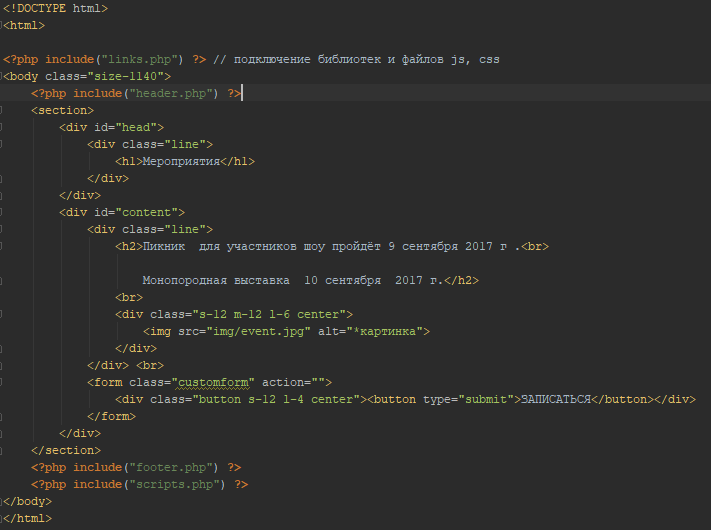 <!DOCTYPE html>
<html>
<?php include("links.php") ?> // подключение библиотек и файлов js, css
<body class="size-1140">
<?php include("header.php") ?>
<section>
<div id="head">
<div class="line">
<h1>Мероприятия</h1>
</div>
</div>
<div id="content">
<div class="line">
<h2>Пикник  для участников шоу пройдёт 9 сентября 2017 г .<br>
Монопородная выставка  10 сентября  2017 г.</h2>
<br>
<div class="s-12 m-12 l-6 center">
<img src="img/event.jpg" alt="*картинка">
</div>
</div> <br>
<form class="customform" action="">
<div class="button s-12 l-4 center"><button type="submit">ЗАПИСАТЬСЯ</button></div>
</form>
</div>
</section>
<?php include("footer.php") ?>
<?php include("scripts.php") ?>
</body>
</html>